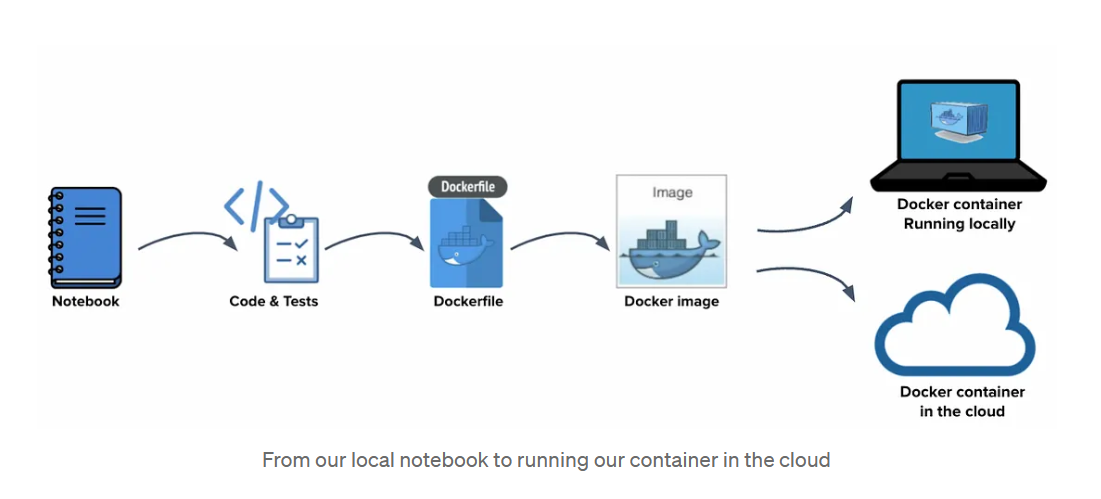 Notebook
</>
Code & Tests
Dockerfile
Dockerfile
Image
Docker image
Docker container
Running locally
Docker container
in the cloud
From our local notebook to running our container in the cloud